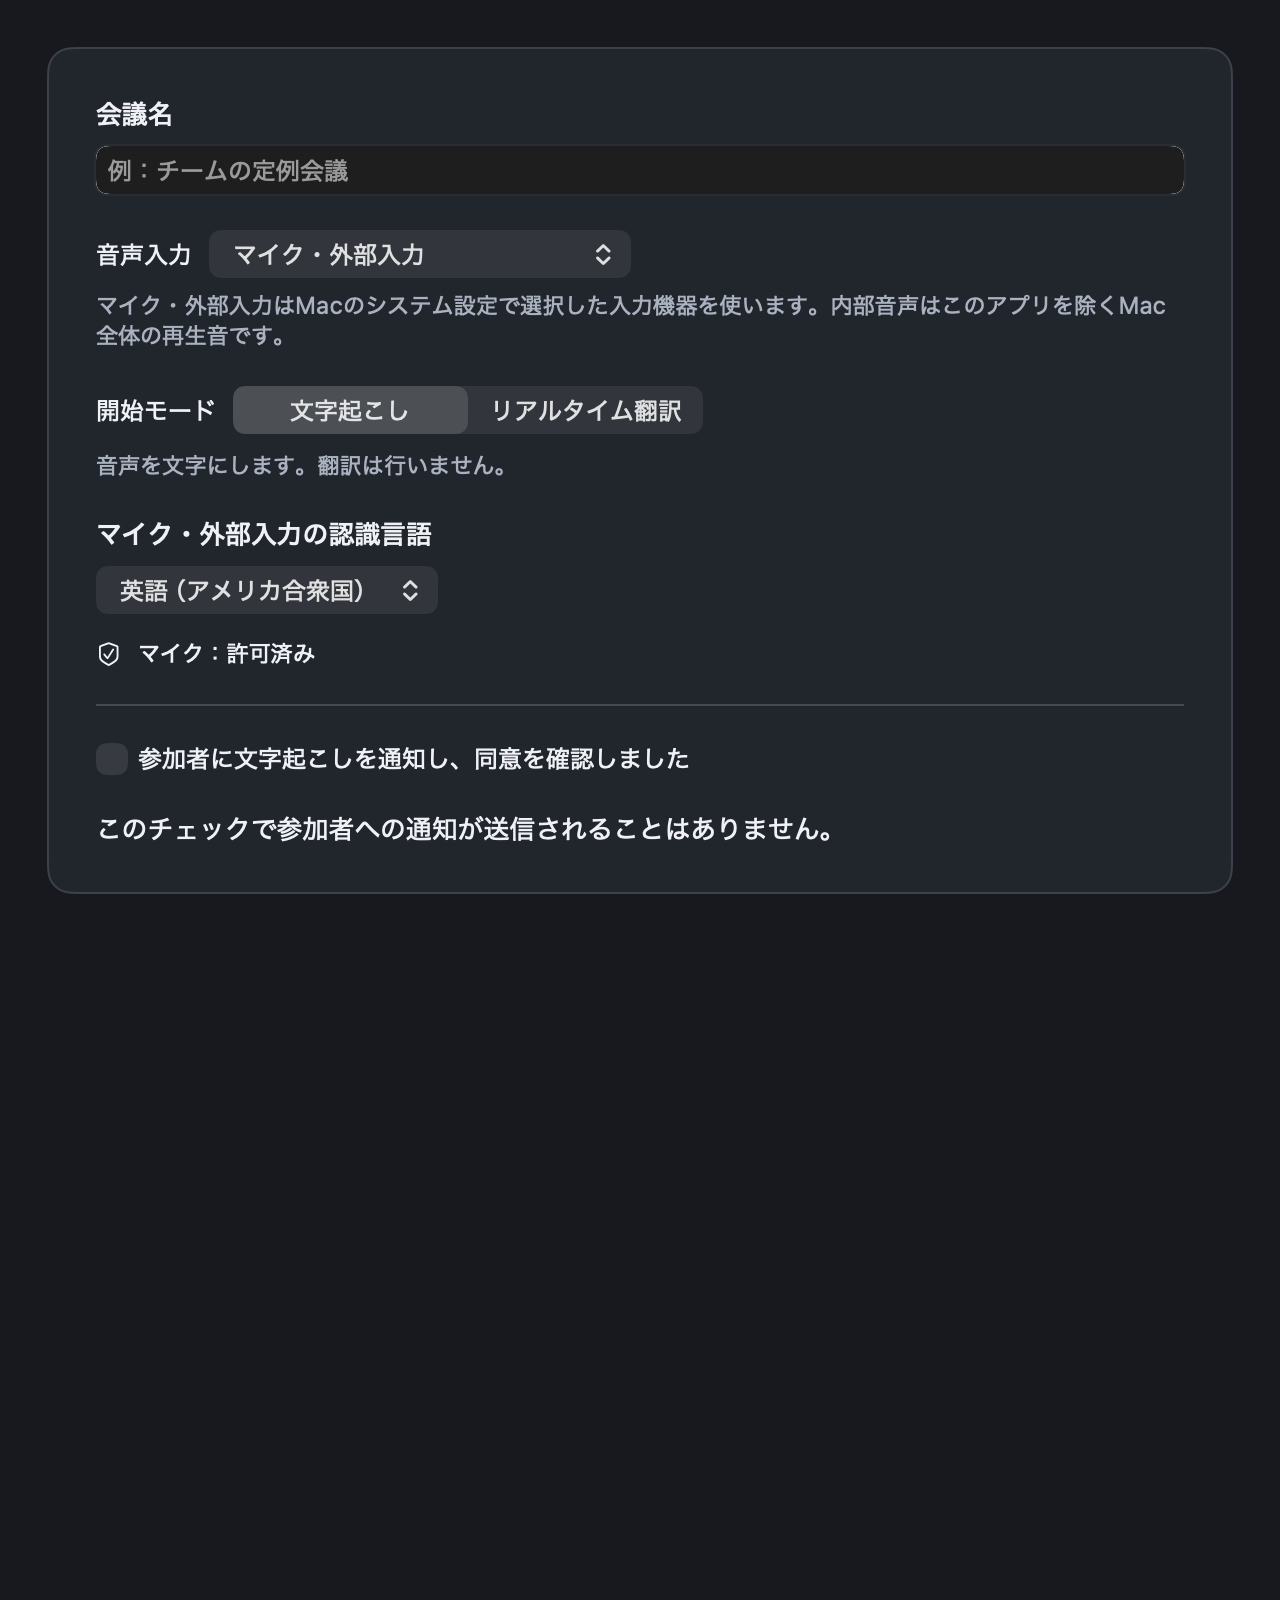 会議名
例：チームの定例会議
音声入力 マイク・外部入力
マイク・外部入力はMacのシステム設定で選択した入力機器を使います。内部音声はこのアプリを除くMac
全体の再生音です。
開始モード 文字起こし リアルタイム翻訳
音声を文字にします。翻訳は行いません。
マイク・外部入力の認識言語
英語（アメリカ合衆国）
マイク：許可済み
参加者に文字起こしを通知し、同意を確認しました
このチェックで参加者への通知が送信されることはありません。